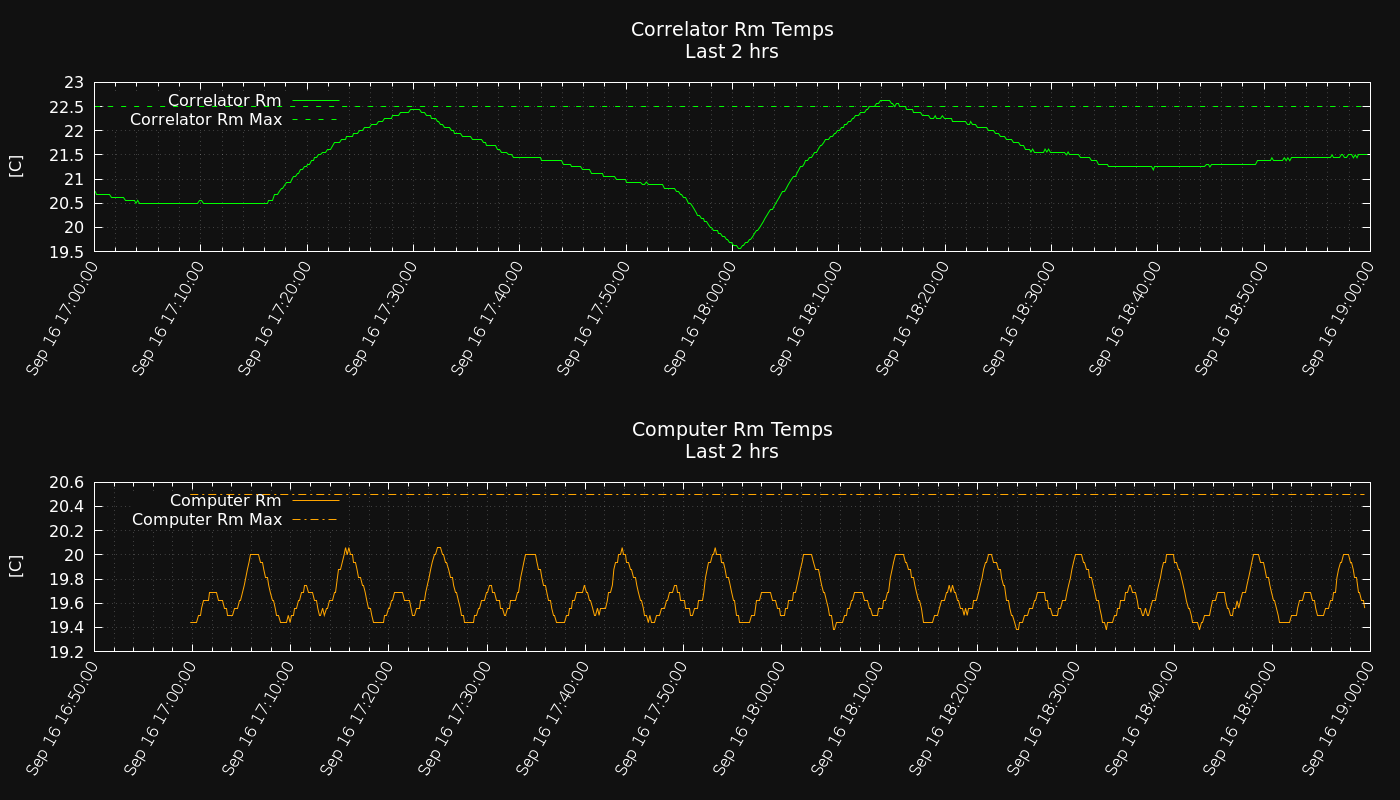 Correlator Rm Temps
Last 2 hrs
23
22.5
22
21.5
21
20.5
20
19.5
[C]
Correlator Rm
Correlator Rm Max
Sep 16 17:00:00
Sep 16 17:10:00
Sep 16 17:20:00
Sep 16 17:30:00
Sep 16 17:40:00
Sep 16 17:50:00
Sep 16 18:00:00
Sep 16 18:10:00
Sep 16 18:20:00
Sep 16 18:30:00
Sep 16 18:40:00
Sep 16 18:50:00
Sep 16 19:00:00
Computer Rm Temps
Last 2 hrs
20.6
20.4
20.2
20
19.8
19.6
19.4
19.2
[C]
Computer Rm
Computer Rm Max
Sep 16 16:50:00
Sep 16 17:00:00
Sep 16 17:10:00
Sep 16 17:20:00
Sep 16 17:30:00
Sep 16 17:40:00
Sep 16 17:50:00
Sep 16 18:00:00
Sep 16 18:10:00
Sep 16 18:20:00
Sep 16 18:30:00
Sep 16 18:40:00
Sep 16 18:50:00
Sep 16 19:00:00